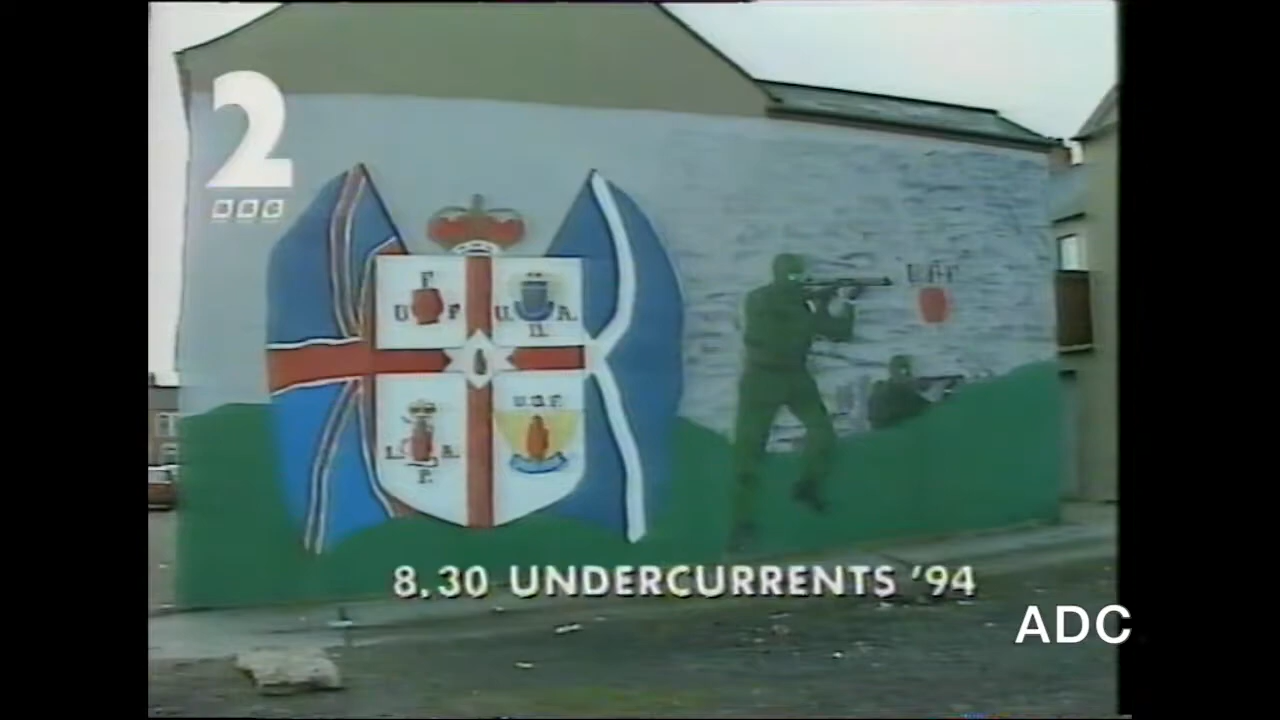 2
BBC
F
U F
U. A.
D.
U.F.F.
L. A.
P.
U.D.F.
8.30 UNDERCURRENTS '94
ADC